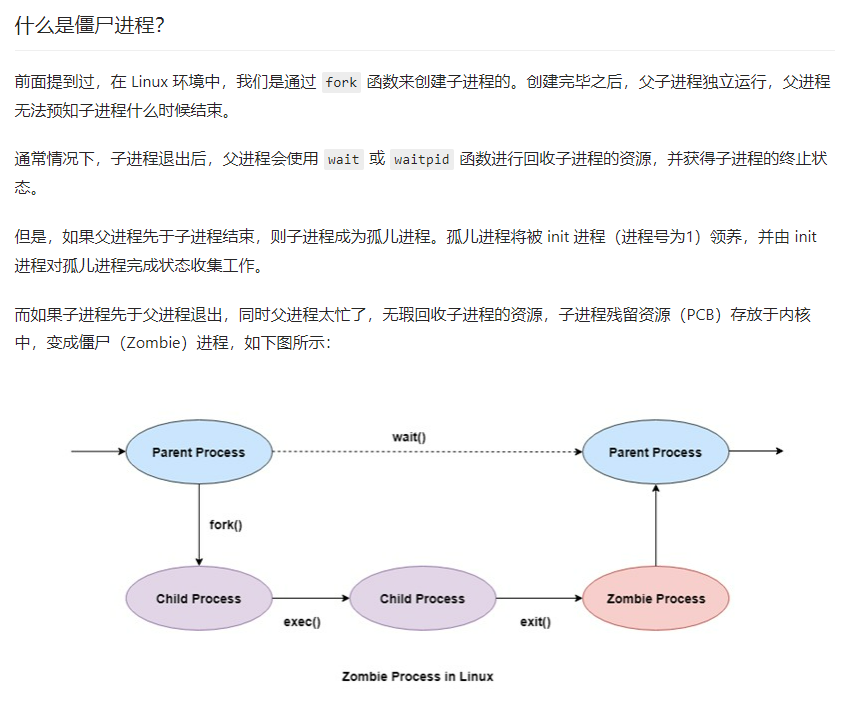 什么是僵尸进程?
前面提到过，在 Linux 环境中，我们是通过 fork 函数来创建子进程的。创建完毕之后，父子进程独立运行，父进程
无法预知子进程什么时候结束。
通常情况下，子进程退出后，父进程会使用 wait 或 waitpid 函数进行回收子进程的资源，并获得子进程的终止状
态。
但是，如果父进程先于子进程结束，则子进程成为孤儿进程。孤儿进程将被 init 进程（进程号为1）领养，并由 init
进程对孤儿进程完成状态收集工作。
而如果子进程先于父进程退出，同时父进程太忙了，无瑕回收子进程的资源，子进程残留资源（PCB）存放于内核
中，变成僵尸（Zombie）进程，如下图所示：
wait()
Parent Process
Parent Process
fork()
Child Process
Child Process
Zombie Process
exec()
exit()
Zombie Process in Linux